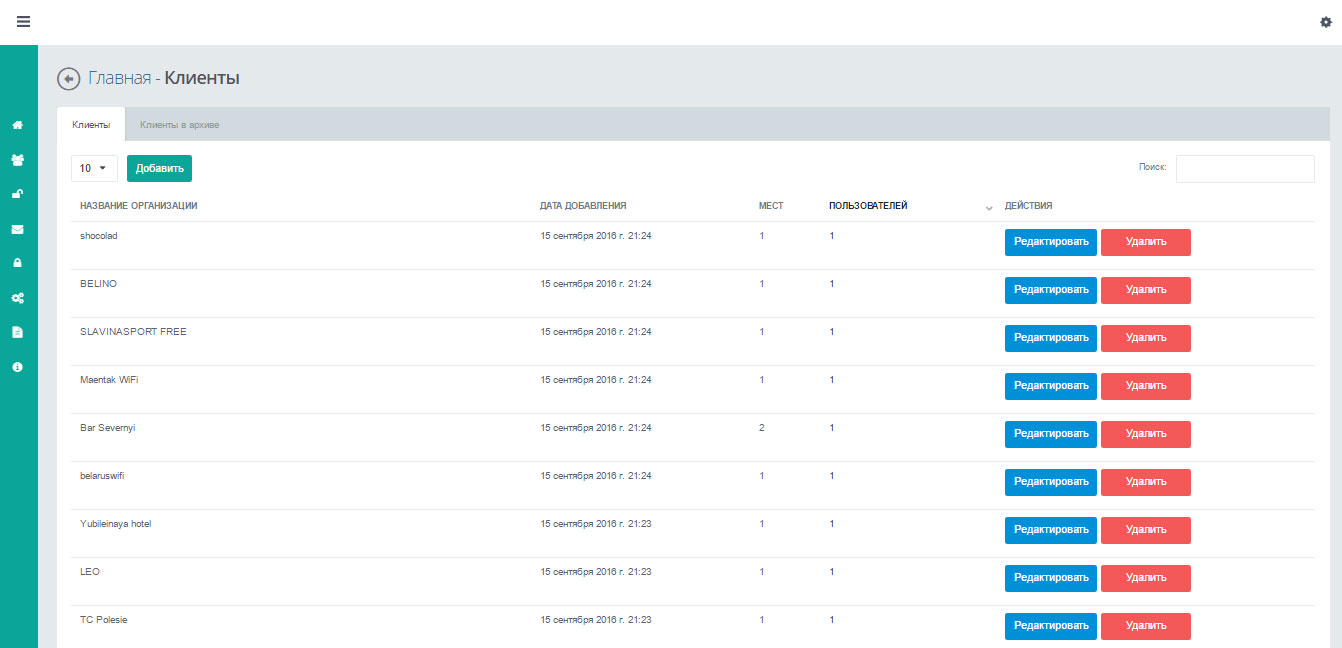 Главная - Клиенты
Клиенты Клиенты в архиве
10 Добавить Поиск:
НАЗВАНИЕ ОРГАНИЗАЦИИ ДАТА ДОБАВЛЕНИЯ МЕСТ ПОЛЬЗОВАТЕЛЕЙ ДЕЙСТВИЯ
shocolad 15 сентября 2016 г. 21:24 1 1 Редактировать Удалить
BELINO 15 сентября 2016 г. 21:24 1 1 Редактировать Удалить
SLAVINASPORT FREE 15 сентября 2016 г. 21:24 1 1 Редактировать Удалить
Maentak WiFi 15 сентября 2016 г. 21:24 1 1 Редактировать Удалить
Bar Severnyi 15 сентября 2016 г. 21:24 2 1 Редактировать Удалить
belaruswifi 15 сентября 2016 г. 21:24 1 1 Редактировать Удалить
Yubileinaya hotel 15 сентября 2016 г. 21:23 1 1 Редактировать Удалить
LEO 15 сентября 2016 г. 21:23 1 1 Редактировать Удалить
TC Polesie 15 сентября 2016 г. 21:23 1 1 Редактировать Удалить